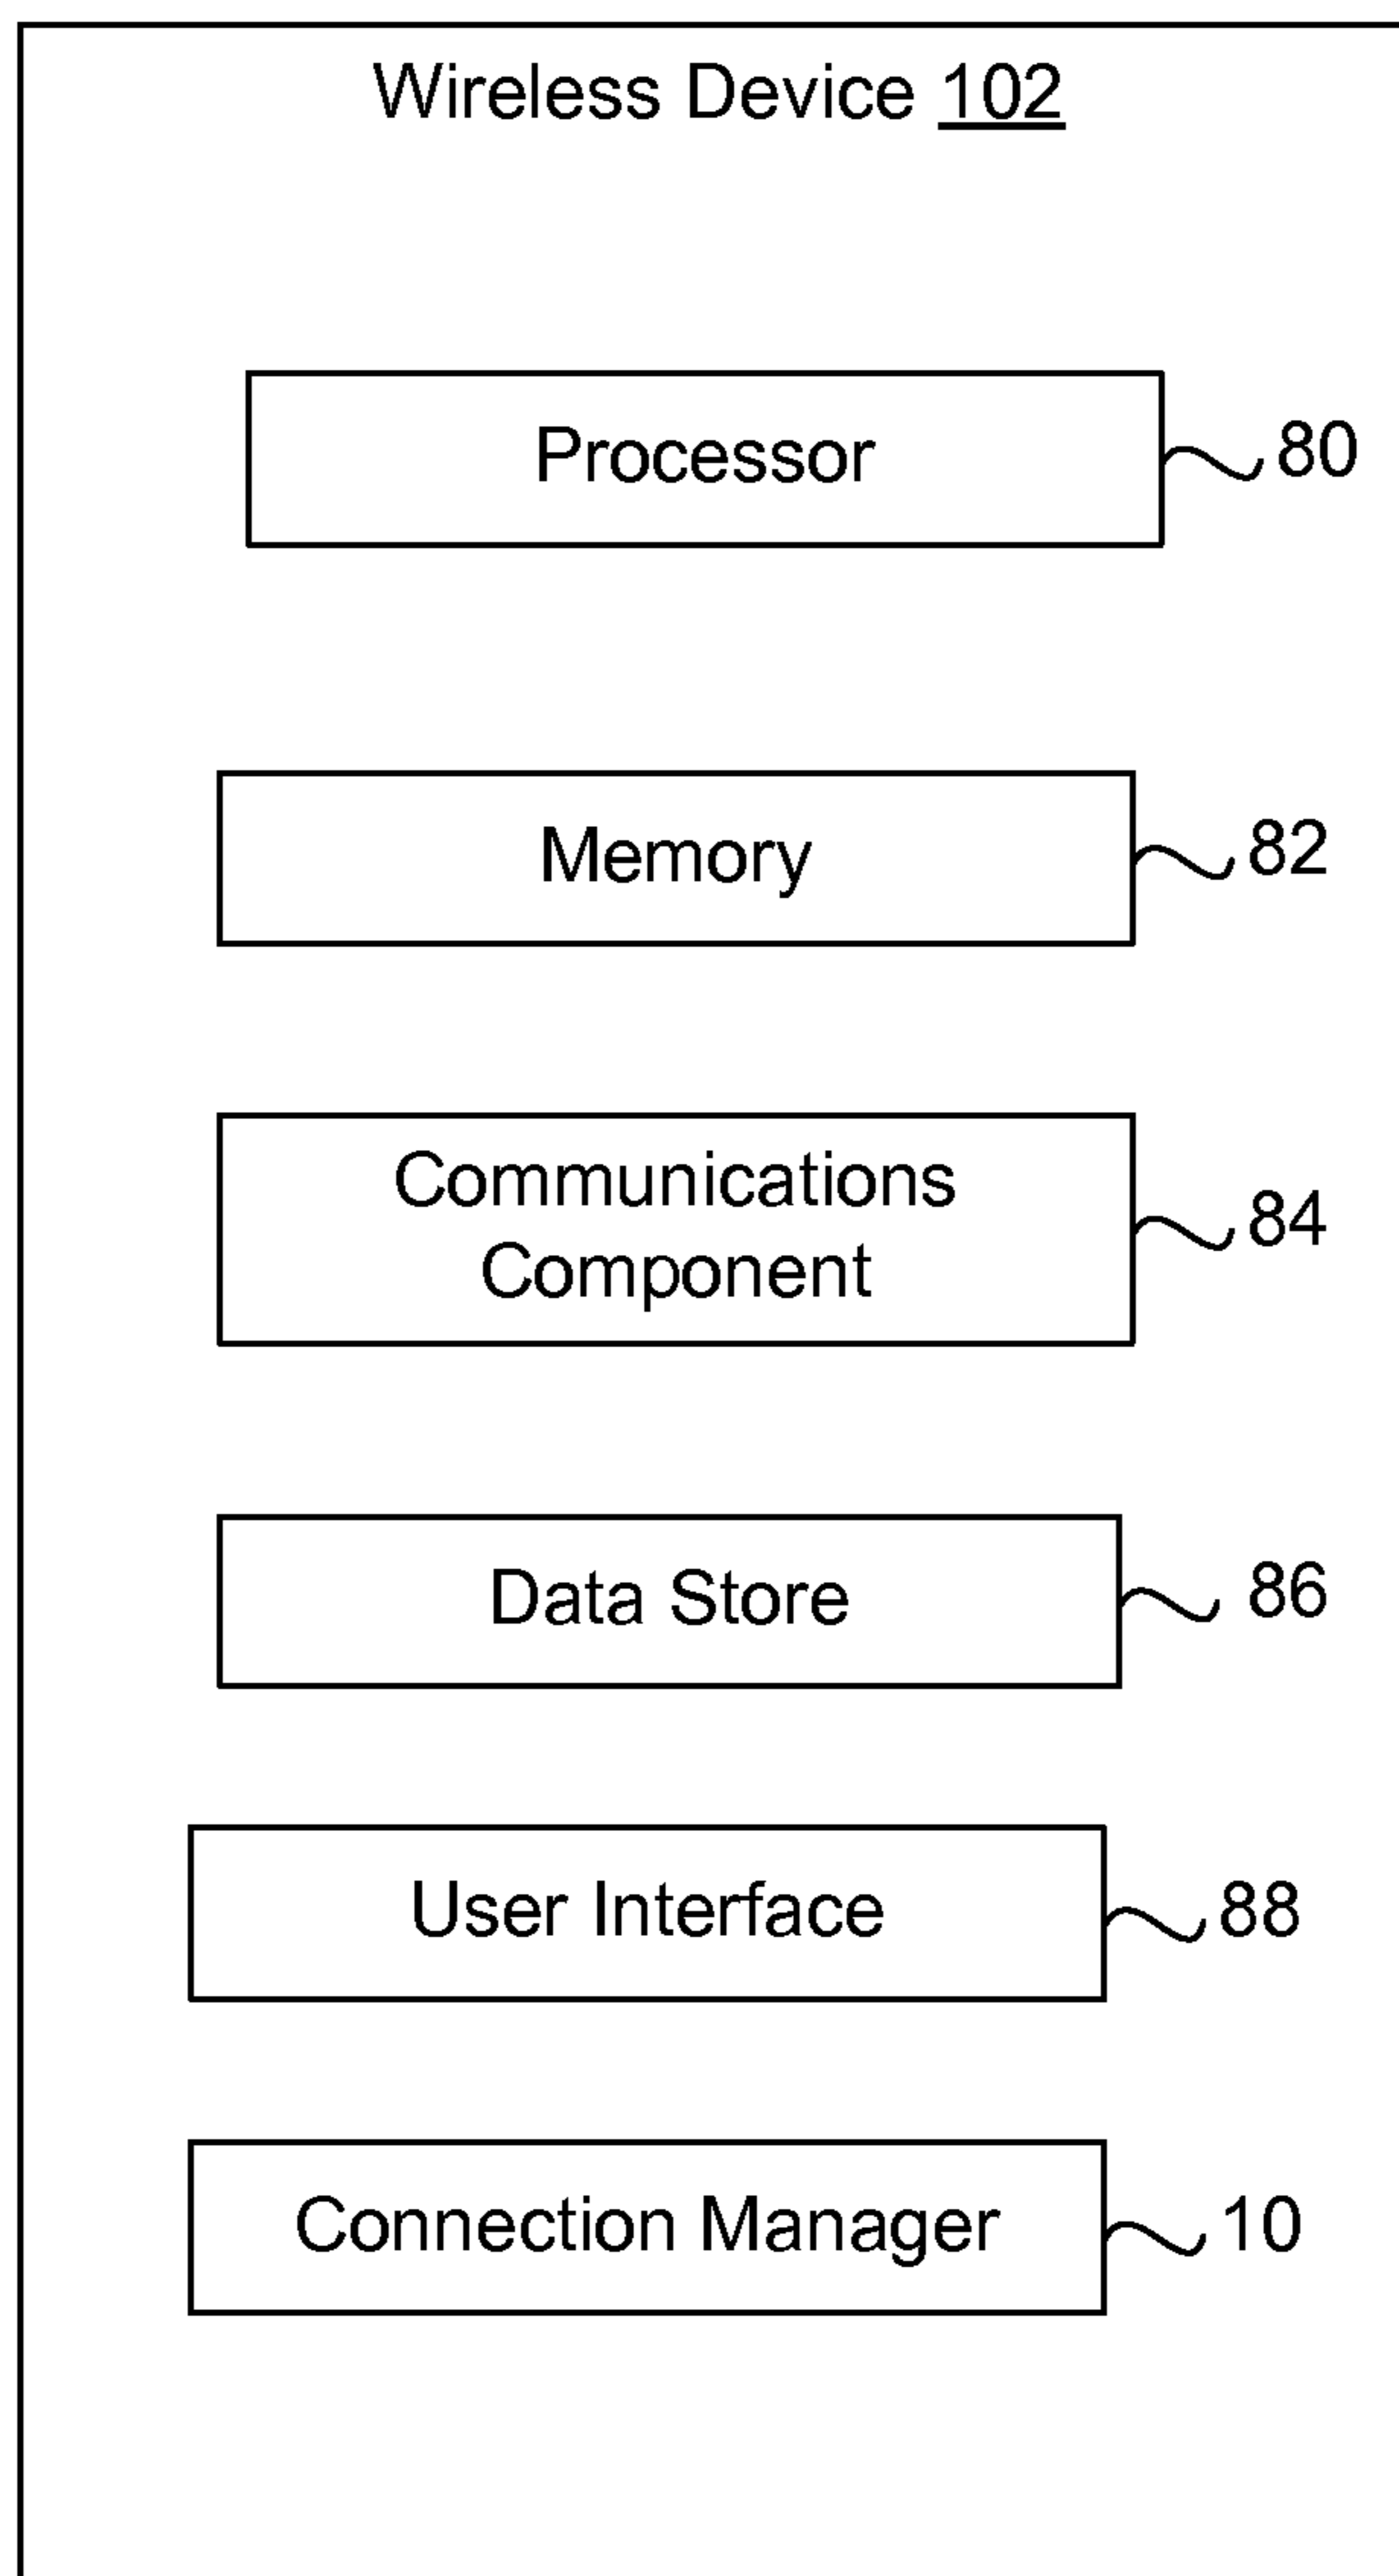 Wireless Device 102
Processor 80
Memory 82
Communications
Component 84
Data Store 86
User Interface 88
Connection Manager 10